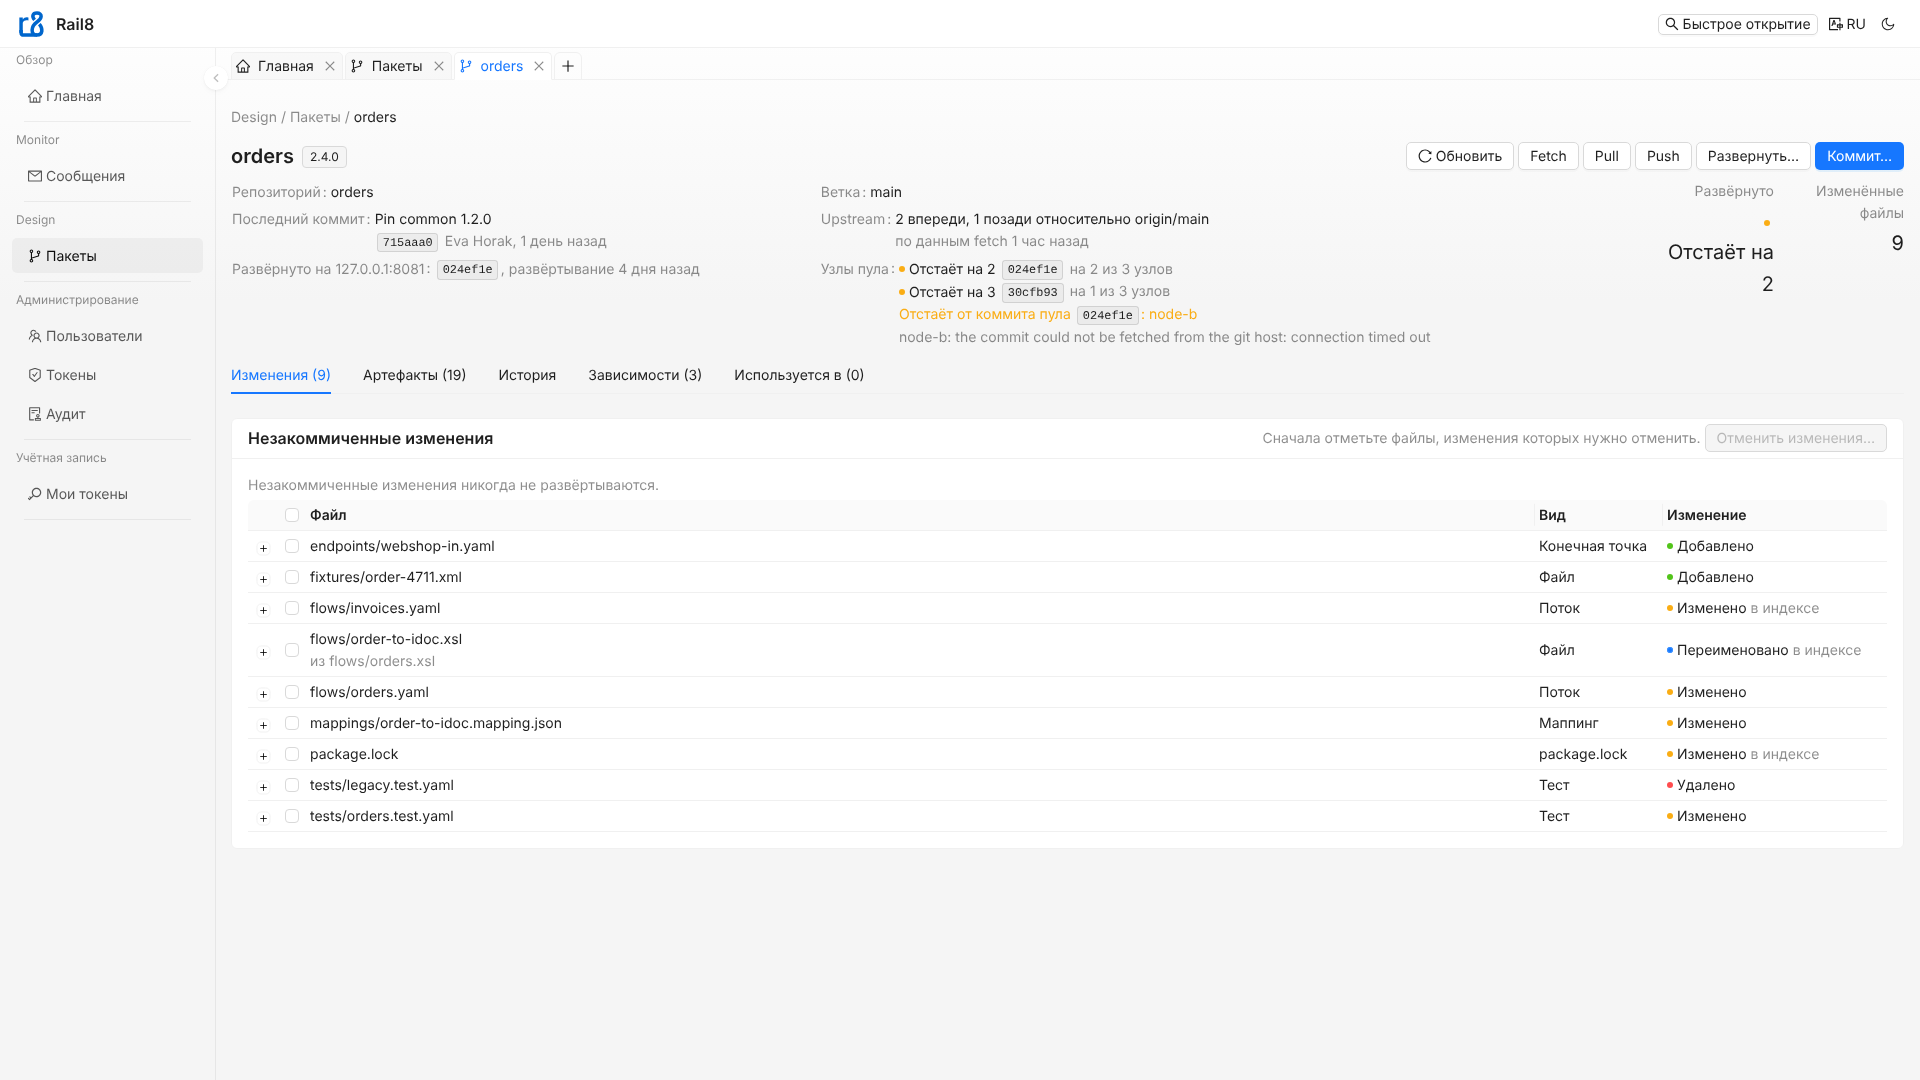 Rail8
Быстрое открытие
RU
Обзор
Главная
Monitor
Сообщения
Design
Пакеты
Администрирование
Пользователи
Токены
Аудит
Учётная запись
Мои токены
Главная
Пакеты
orders
Design / Пакеты / orders
orders 2.4.0
Обновить
Fetch
Pull
Push
Развернуть...
Коммит...
Репозиторий: orders
Последний коммит: Pin common 1.2.0
715aaa0 Eva Horak, 1 день назад
Развёрнуто на 127.0.0.1:8081: 024ef1e, развёртывание 4 дня назад
Ветка: main
Upstream: 2 впереди, 1 позади относительно origin/main
по данным fetch 1 час назад
Узлы пула: Отстаёт на 2 024ef1e на 2 из 3 узлов
Отстаёт на 3 30cfb93 на 1 из 3 узлов
Отстаёт от коммита пула 024ef1e: node-b
node-b: the commit could not be fetched from the git host: connection timed out
Развёрнуто
Отстаёт на
2
Изменённые
файлы
9
Изменения (9)
Артефакты (19)
История
Зависимости (3)
Используется в (0)
Незакоммиченные изменения
Сначала отметьте файлы, изменения которых нужно отменить.
Отменить изменения...
Незакоммиченные изменения никогда не развёртываются.
Файл Вид Изменение
endpoints/webshop-in.yaml Конечная точка Добавлено
fixtures/order-4711.xml Файл Добавлено
flows/invoices.yaml Поток Изменено в индексе
flows/order-to-idoc.xsl Файл Переименовано в индексе
из flows/orders.xsl
flows/orders.yaml Поток Изменено
mappings/order-to-idoc.mapping.json Маппинг Изменено
package.lock package.lock Изменено в индексе
tests/legacy.test.yaml Тест Удалено
tests/orders.test.yaml Тест Изменено